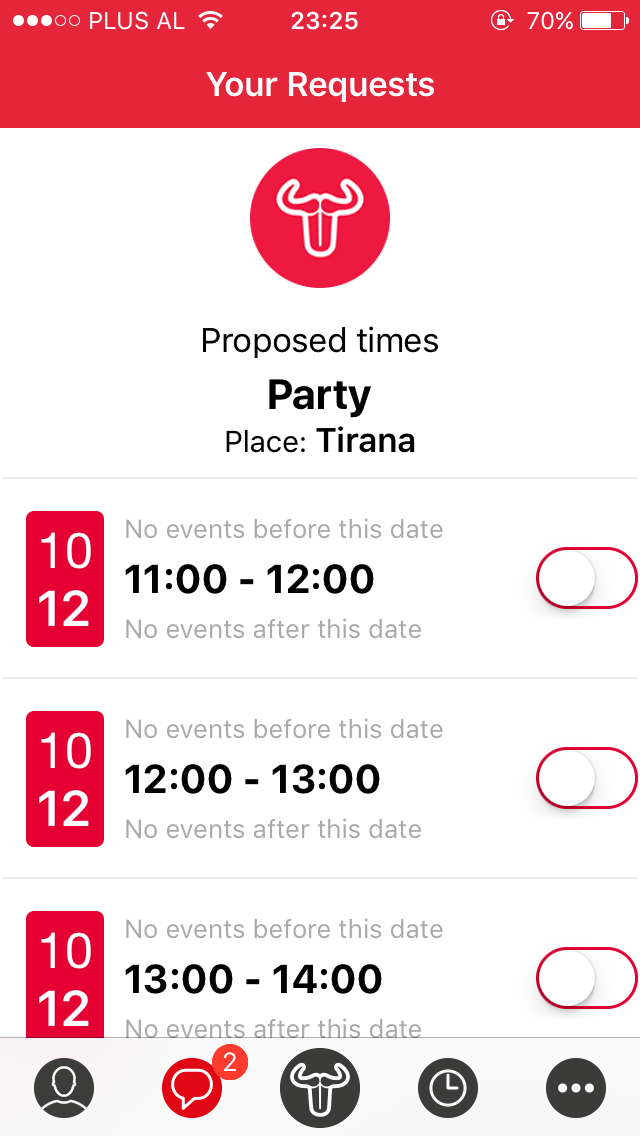 PLUS AL 23:25 70%
Your Requests
Proposed times
Party
Place: Tirana
10
12
No events before this date
11:00 - 12:00
No events after this date
10
12
No events before this date
12:00 - 13:00
No events after this date
10
12
No events before this date
13:00 - 14:00
No events after this date
2